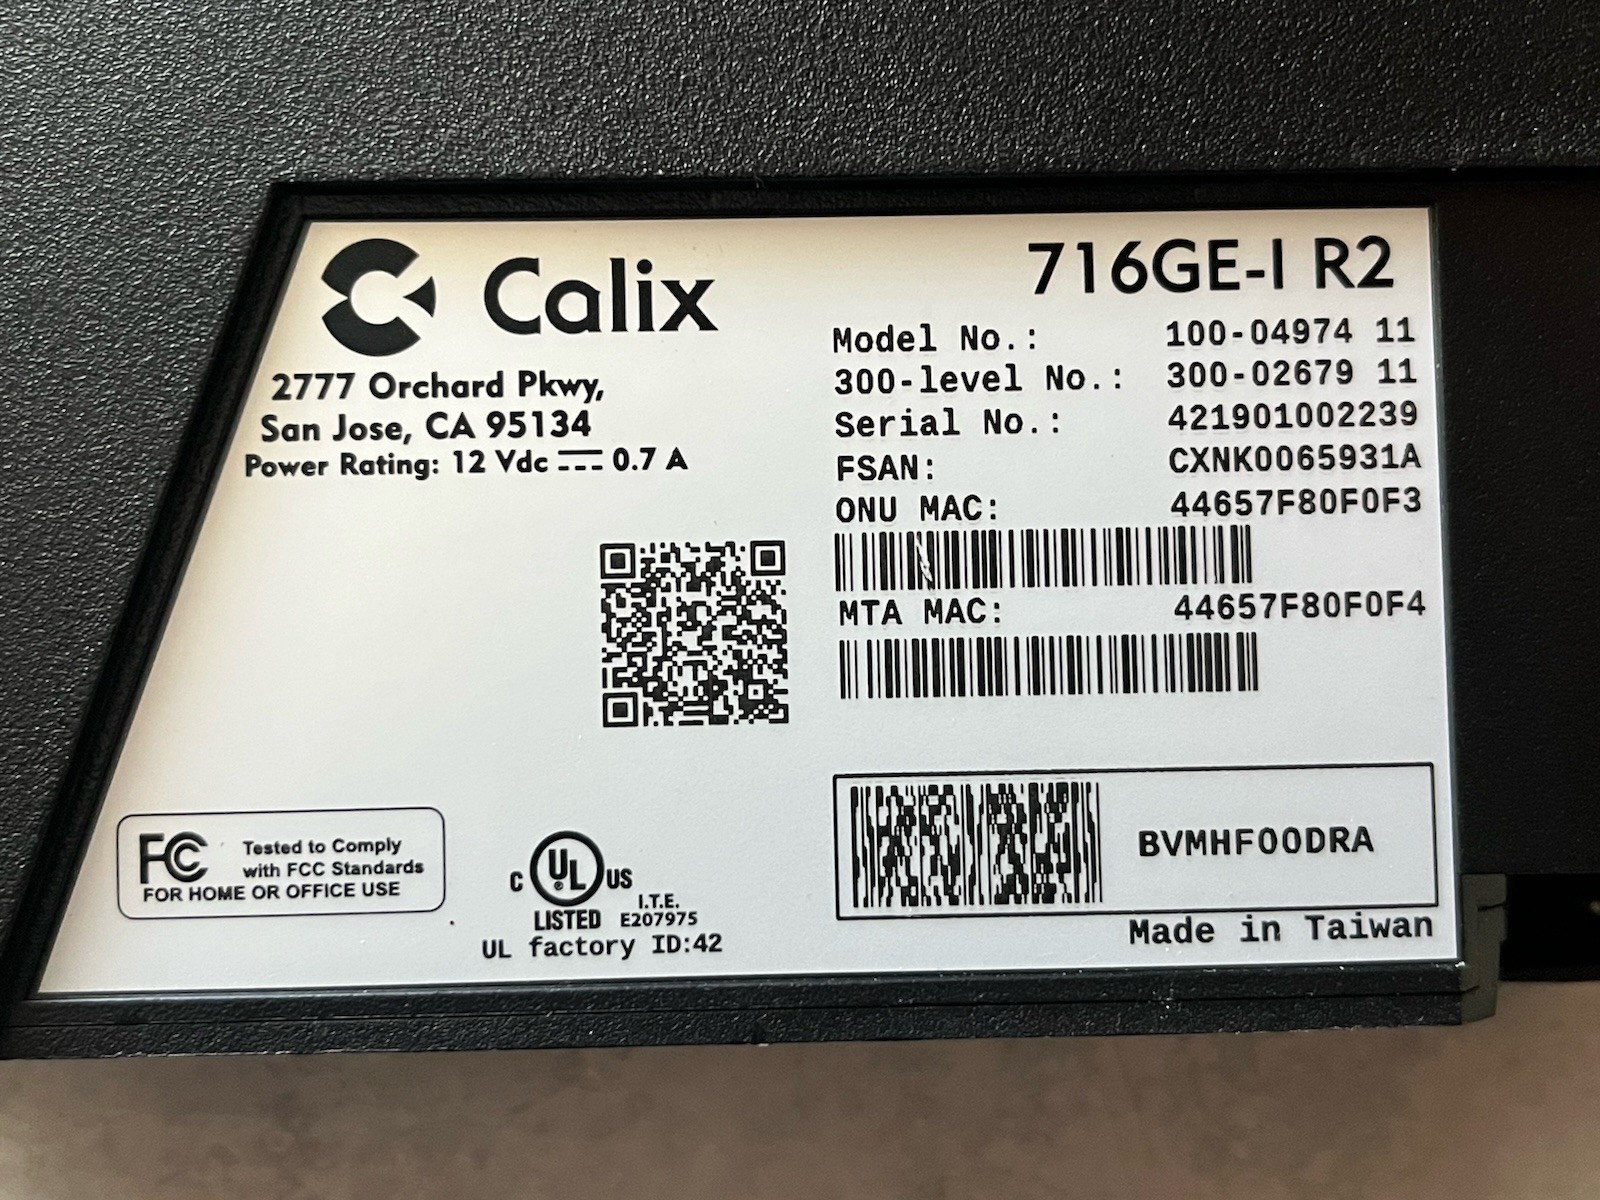 Calix
2777 Orchard Pkwy,
San Jose, CA 95134
Power Rating: 12 Vdc ⎓ 0.7 A
716GE-I R2
Model No.: 100-04974 11
300-level No.: 300-02679 11
Serial No.: 421901002239
FSAN: CXNK0065931A
ONU MAC: 44657F80F0F3
MTA MAC: 44657F80F0F4
FC Tested to Comply
with FCC Standards
FOR HOME OR OFFICE USE
C UL US
® 
LISTED I.T.E.
E207975
UL factory ID:42
BVMHF00DRA
Made in Taiwan